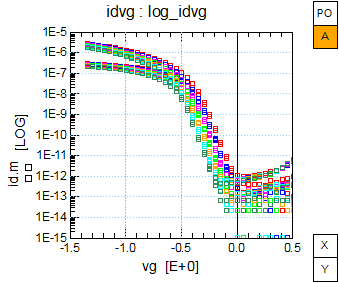 idvg : log_idvg
PO
A
1E-5
1E-6
1E-7
1E-8
1E-9
1E-10
1E-11
1E-12
1E-13
1E-14
1E-15
id.m [LOG]
-1.5 -1.0 -0.5 0.0 0.5
vg [E+0]
X
Y